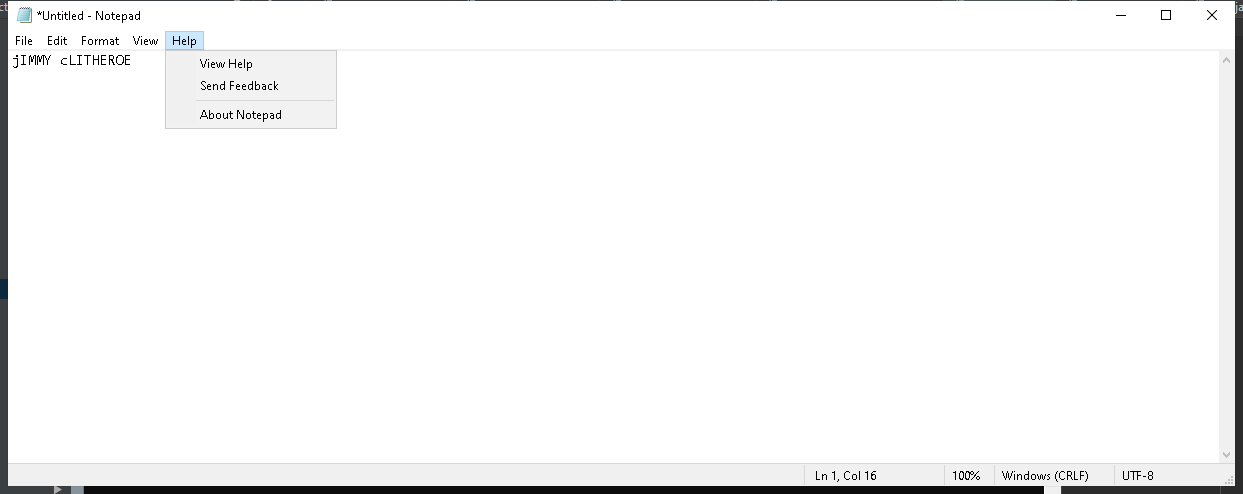 *Untitled - Notepad
File Edit Format View Help
jIMMY cLITHEROE
View Help
Send Feedback
About Notepad
Ln 1, Col 16 100% Windows (CRLF) UTF-8